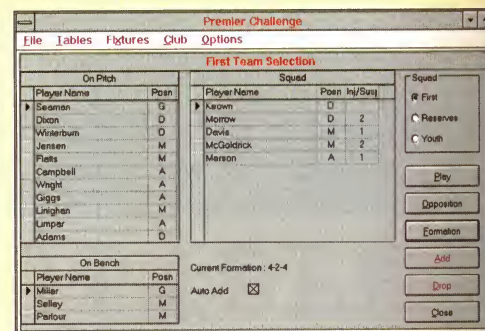 Premier Challenge
File Tables Fixtures Club Options
First Team Selection
On Pitch
Player Name Posn
Seaman G
Dixon D
Winterburn D
Jensen M
Flatts M
Campbell A
Wright A
Giggs A
Linighan M
Limpar A
Adams D
On Bench
Player Name Posn
Miller G
Selley M
Parlour M
Squad
Player Name Posn Inj/Susp
Keown D
Morrow D 2
Davis M 1
McGoldrick M 2
Merson A 1
Current Formation : 4-2-4
Auto Add
Squad
First
Reserves
Youth
Play
Opposition
Formation
Add
Drop
Close